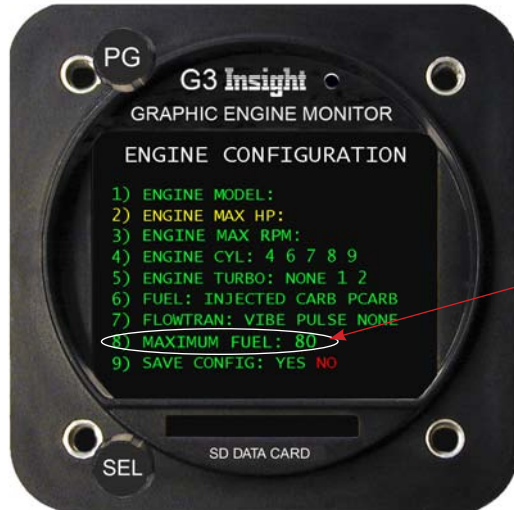 PG
G3 Insight
GRAPHIC ENGINE MONITOR
ENGINE CONFIGURATION
1) ENGINE MODEL:
2) ENGINE MAX HP:
3) ENGINE MAX RPM:
4) ENGINE CYL: 4 6 7 8 9
5) ENGINE TURBO: NONE 1 2
6) FUEL: INJECTED CARB PCARB
7) FLOWTRAN: VIBE PULSE NONE
8) MAXIMUM FUEL: 80
9) SAVE CONFIG: YES NO
SD DATA CARD
SEL